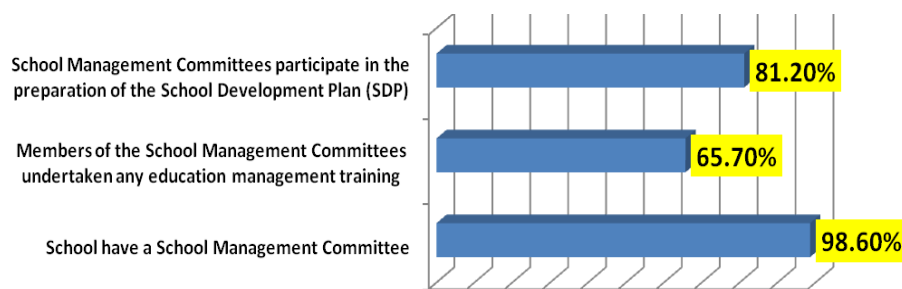 School Management Committees participate in the
preparation of the School Development Plan (SDP)
81.20%
Members of the School Management Committees
undertaken any education management training
65.70%
School have a School Management Committee
98.60%